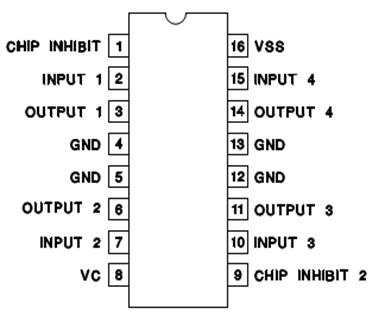 CHIP INHIBIT 1 16 VSS
INPUT 1 2 15 INPUT 4
OUTPUT 1 3 14 OUTPUT 4
GND 4 13 GND
GND 5 12 GND
OUTPUT 2 6 11 OUTPUT 3
INPUT 2 7 10 INPUT 3
VC 8 9 CHIP INHIBIT 2